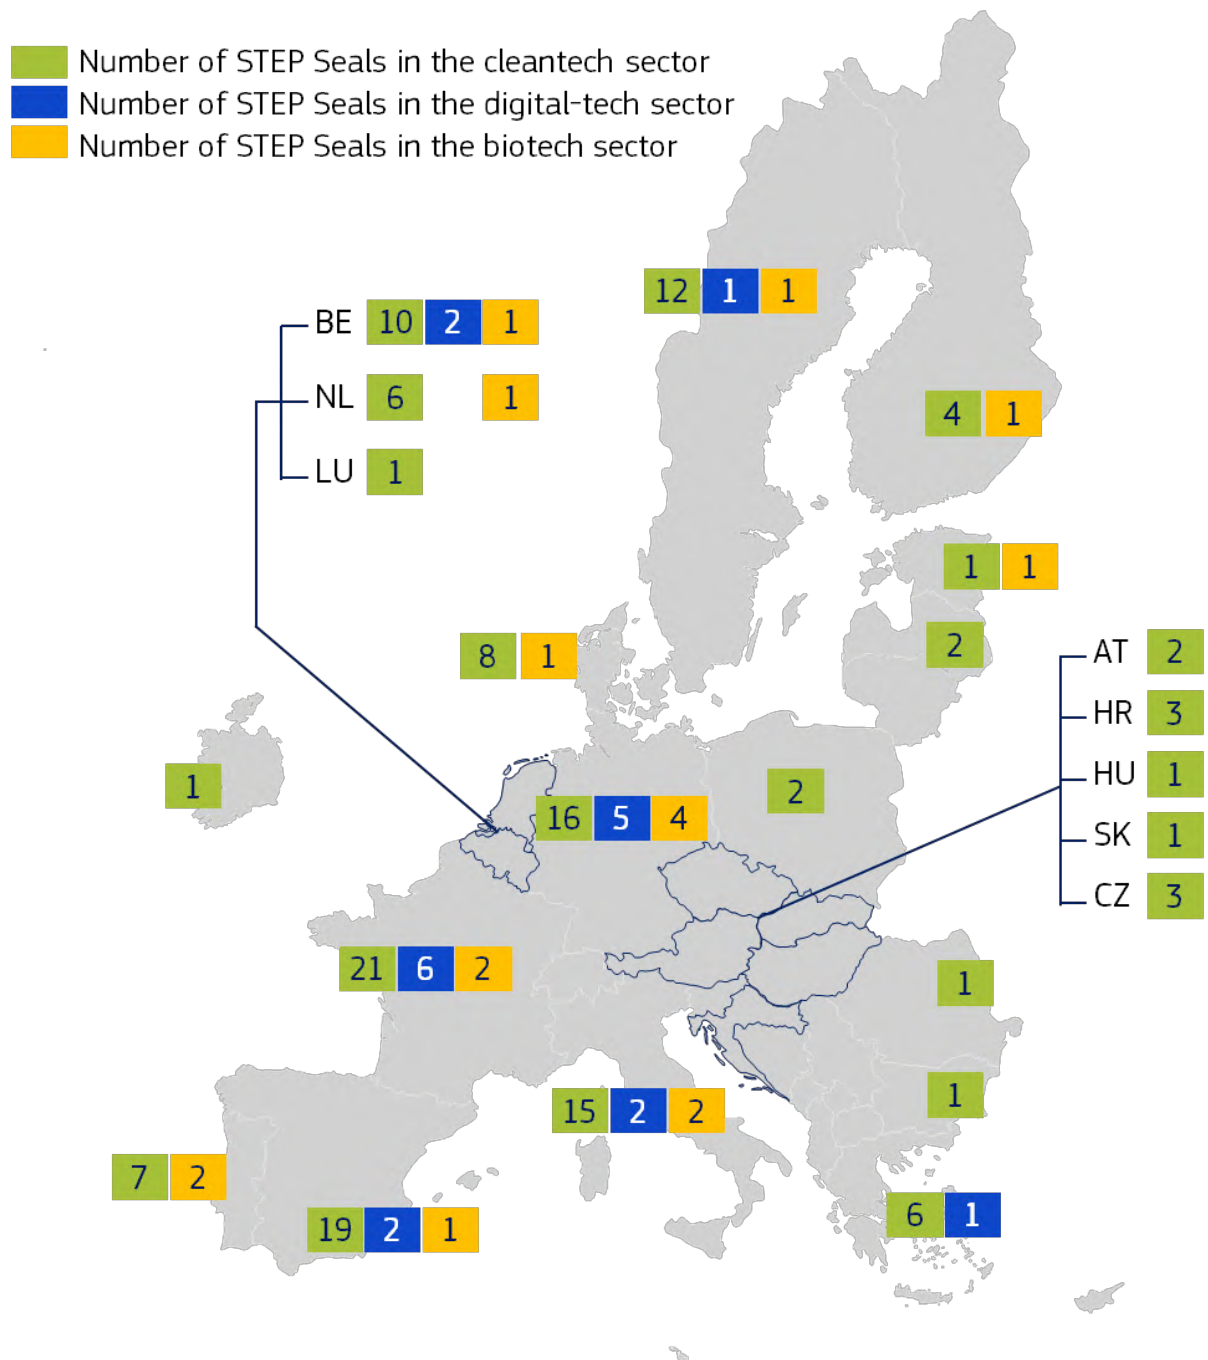 Number of STEP Seals in the cleantech sector
Number of STEP Seals in the digital-tech sector
Number of STEP Seals in the biotech sector
12 1 1
BE 10 2 1
NL 6 1
4 1
LU 1
1 1
2
8 1
AT 2
HR 3
HU 1
SK 1
CZ 3
1
2
16 5 4
21 6 2
1
1
15 2 2
7 2
19 2 1
6 1